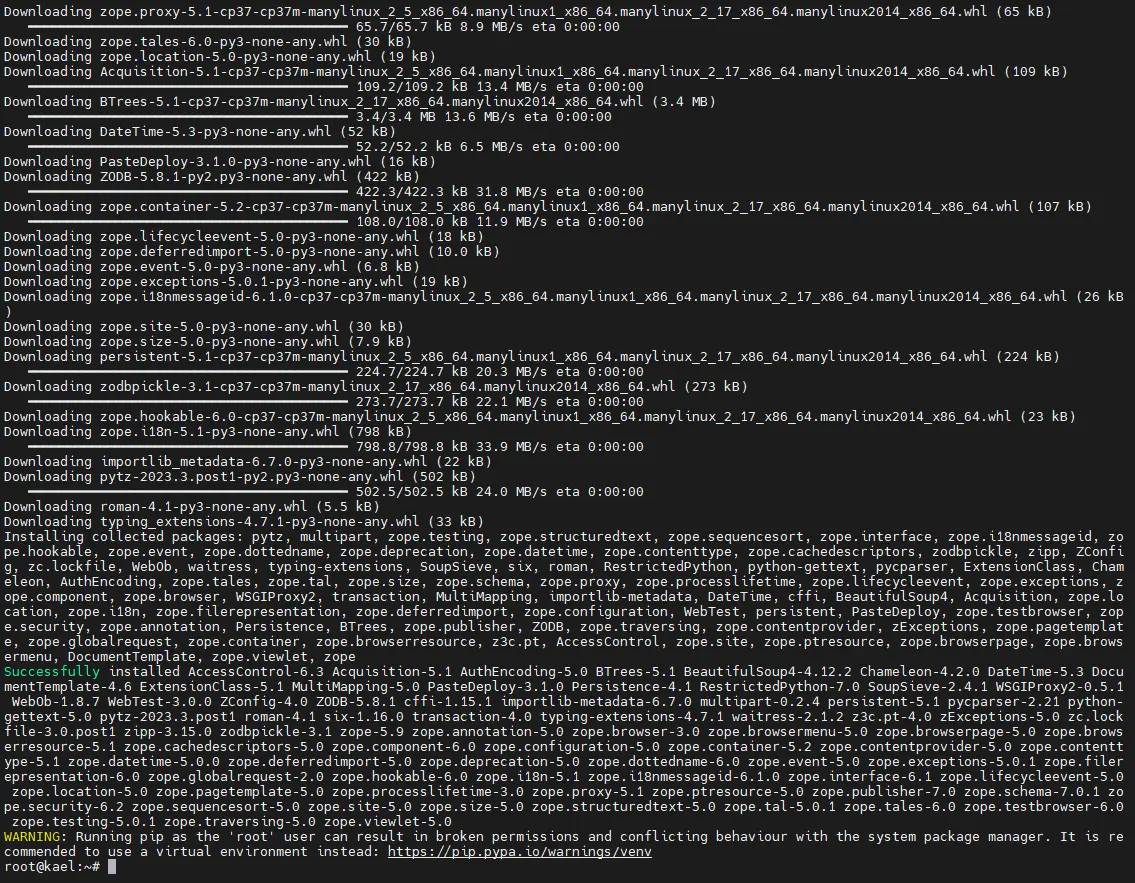 Downloading zope.proxy-5.1-cp37-cp37m-manylinux_2_5_x86_64.manylinux1_x86_64.manylinux_2_17_x86_64.manylinux2014_x86_64.whl (65 kB)
65.7/65.7 kB 8.9 MB/s eta 0:00:00
Downloading zope.tales-6.0-py3-none-any.whl (30 kB)
Downloading zope.location-5.0-py3-none-any.whl (19 kB)
Downloading Acquisition-5.1-cp37-cp37m-manylinux_2_5_x86_64.manylinux1_x86_64.manylinux_2_17_x86_64.manylinux2014_x86_64.whl (109 kB)
109.2/109.2 kB 13.4 MB/s eta 0:00:00
Downloading BTrees-5.1-cp37-cp37m-manylinux_2_17_x86_64.manylinux2014_x86_64.whl (3.4 MB)
3.4/3.4 MB 13.6 MB/s eta 0:00:00
Downloading DateTime-5.3-py3-none-any.whl (52 kB)
52.2/52.2 kB 6.5 MB/s eta 0:00:00
Downloading PasteDeploy-3.1.0-py3-none-any.whl (16 kB)
Downloading ZODB-5.8.1-py2.py3-none-any.whl (422 kB)
422.3/422.3 kB 31.8 MB/s eta 0:00:00
Downloading zope.container-5.2-cp37-cp37m-manylinux_2_5_x86_64.manylinux1_x86_64.manylinux_2_17_x86_64.manylinux2014_x86_64.whl (107 kB)
108.0/108.0 kB 11.9 MB/s eta 0:00:00
Downloading zope.lifecycleevent-5.0-py3-none-any.whl (18 kB)
Downloading zope.deferredimport-5.0-py3-none-any.whl (10.0 kB)
Downloading zope.event-5.0-py3-none-any.whl (6.8 kB)
Downloading zope.exceptions-5.0.1-py3-none-any.whl (19 kB)
Downloading zope.i18nmessageid-6.1.0-cp37-cp37m-manylinux_2_5_x86_64.manylinux1_x86_64.manylinux_2_17_x86_64.manylinux2014_x86_64.whl (26 kB
)
Downloading zope.site-5.0-py3-none-any.whl (30 kB)
Downloading zope.size-5.0-py3-none-any.whl (7.9 kB)
Downloading persistent-5.1-cp37-cp37m-manylinux_2_5_x86_64.manylinux1_x86_64.manylinux_2_17_x86_64.manylinux2014_x86_64.whl (224 kB)
224.7/224.7 kB 20.3 MB/s eta 0:00:00
Downloading zodbpickle-3.1-cp37-cp37m-manylinux_2_17_x86_64.manylinux2014_x86_64.whl (273 kB)
273.7/273.7 kB 22.1 MB/s eta 0:00:00
Downloading zope.hookable-6.0-cp37-cp37m-manylinux_2_5_x86_64.manylinux1_x86_64.manylinux_2_17_x86_64.manylinux2014_x86_64.whl (23 kB)
Downloading zope.i18n-5.1-py3-none-any.whl (798 kB)
798.8/798.8 kB 33.9 MB/s eta 0:00:00
Downloading importlib_metadata-6.7.0-py3-none-any.whl (22 kB)
Downloading pytz-2023.3.post1-py2.py3-none-any.whl (502 kB)
502.5/502.5 kB 24.0 MB/s eta 0:00:00
Downloading roman-4.1-py3-none-any.whl (5.5 kB)
Downloading typing_extensions-4.7.1-py3-none-any.whl (33 kB)
Installing collected packages: pytz, multipart, zope.testing, zope.structuredtext, zope.sequencesort, zope.interface, zope.i18nmessageid, zo
pe.hookable, zope.event, zope.dottedname, zope.deprecation, zope.datetime, zope.contenttype, zope.cachedescriptors, zodbpickle, zipp, ZConfi
g, zc.lockfile, WebOb, waitress, typing-extensions, SoupSieve, six, roman, RestrictedPython, python-gettext, pycparser, ExtensionClass, Cham
eleon, AuthEncoding, zope.tales, zope.tal, zope.size, zope.schema, zope.proxy, zope.processlifetime, zope.lifecycleevent, zope.exceptions, z
ope.component, zope.browser, WSGIProxy2, transaction, MultiMapping, importlib-metadata, DateTime, cffi, BeautifulSoup4, Acquisition, zope.lo
cation, zope.i18n, zope.filerepresentation, zope.deferredimport, zope.configuration, WebTest, persistent, PasteDeploy, zope.testbrowser, zop
e.security, zope.annotation, Persistence, BTrees, zope.publisher, ZODB, zope.traversing, zope.contentprovider, zExceptions, zope.pagetemplat
e, zope.globalrequest, zope.container, zope.browserresource, z3c.pt, AccessControl, zope.site, zope.ptresource, zope.browserpage, zope.brows
ermenu, DocumentTemplate, zope.viewlet, zope
Successfully installed AccessControl-6.3 Acquisition-5.1 AuthEncoding-5.0 BTrees-5.1 BeautifulSoup4-4.12.2 Chameleon-4.2.0 DateTime-5.3 Docu
mentTemplate-4.6 ExtensionClass-5.1 MultiMapping-5.0 PasteDeploy-3.1.0 Persistence-4.1 RestrictedPython-7.0 SoupSieve-2.4.1 WSGIProxy2-0.5.1
WebOb-1.8.7 WebTest-3.0.0 ZConfig-4.0 ZODB-5.8.1 cffi-1.15.1 importlib-metadata-6.7.0 multipart-0.2.4 persistent-5.1 pycparser-2.21 python-
gettext-5.0 pytz-2023.3.post1 roman-4.1 six-1.16.0 transaction-4.0 typing-extensions-4.7.1 waitress-2.1.2 z3c.pt-4.0 zExceptions-5.0 zc.lock
file-3.0.post1 zipp-3.15.0 zodbpickle-3.1 zope-5.9 zope.annotation-5.0 zope.browser-3.0 zope.browsermenu-5.0 zope.browserpage-5.0 zope.brows
erresource-5.1 zope.cachedescriptors-5.0 zope.component-6.0 zope.configuration-5.0 zope.container-5.2 zope.contentprovider-5.0 zope.contentt
ype-5.1 zope.datetime-5.0.0 zope.deferredimport-5.0 zope.deprecation-5.0 zope.dottedname-6.0 zope.event-5.0 zope.exceptions-5.0.1 zope.filer
epresentation-6.0 zope.globalrequest-2.0 zope.hookable-6.0 zope.i18n-5.1 zope.i18nmessageid-6.1.0 zope.interface-6.1 zope.lifecycleevent-5.0
zope.location-5.0 zope.pagetemplate-5.0 zope.processlifetime-3.0 zope.proxy-5.1 zope.ptresource-5.0 zope.publisher-7.0 zope.schema-7.0.1 zo
pe.security-6.2 zope.sequencesort-5.0 zope.site-5.0 zope.size-5.0 zope.structuredtext-5.0 zope.tal-5.0.1 zope.tales-6.0 zope.testbrowser-6.0
zope.testing-5.0.1 zope.traversing-5.0 zope.viewlet-5.0
WARNING: Running pip as the 'root' user can result in broken permissions and conflicting behaviour with the system package manager. It is re
commended to use a virtual environment instead: https://pip.pypa.io/warnings/venv
root@kael:~#